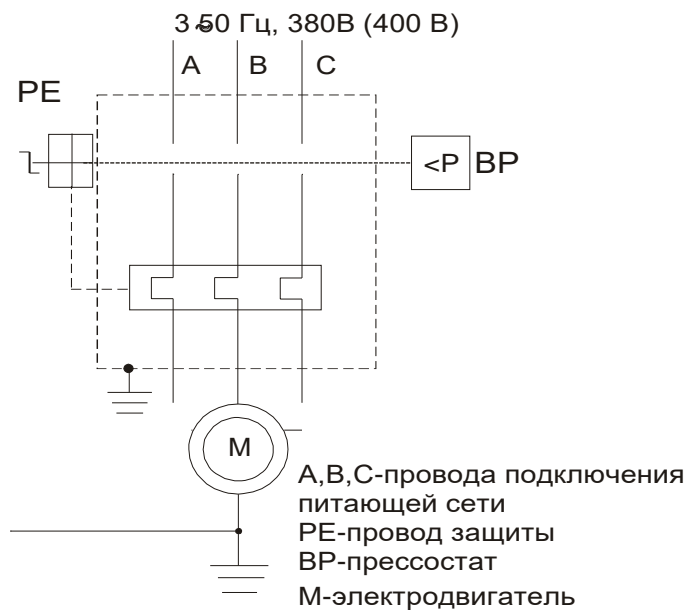 3 ~50 Гц, 380В (400 В)
A B C
PE
<P BP
M
A,B,C-провода подключения
питающей сети
PE-провод защиты
BP-прессостат
M-электродвигатель